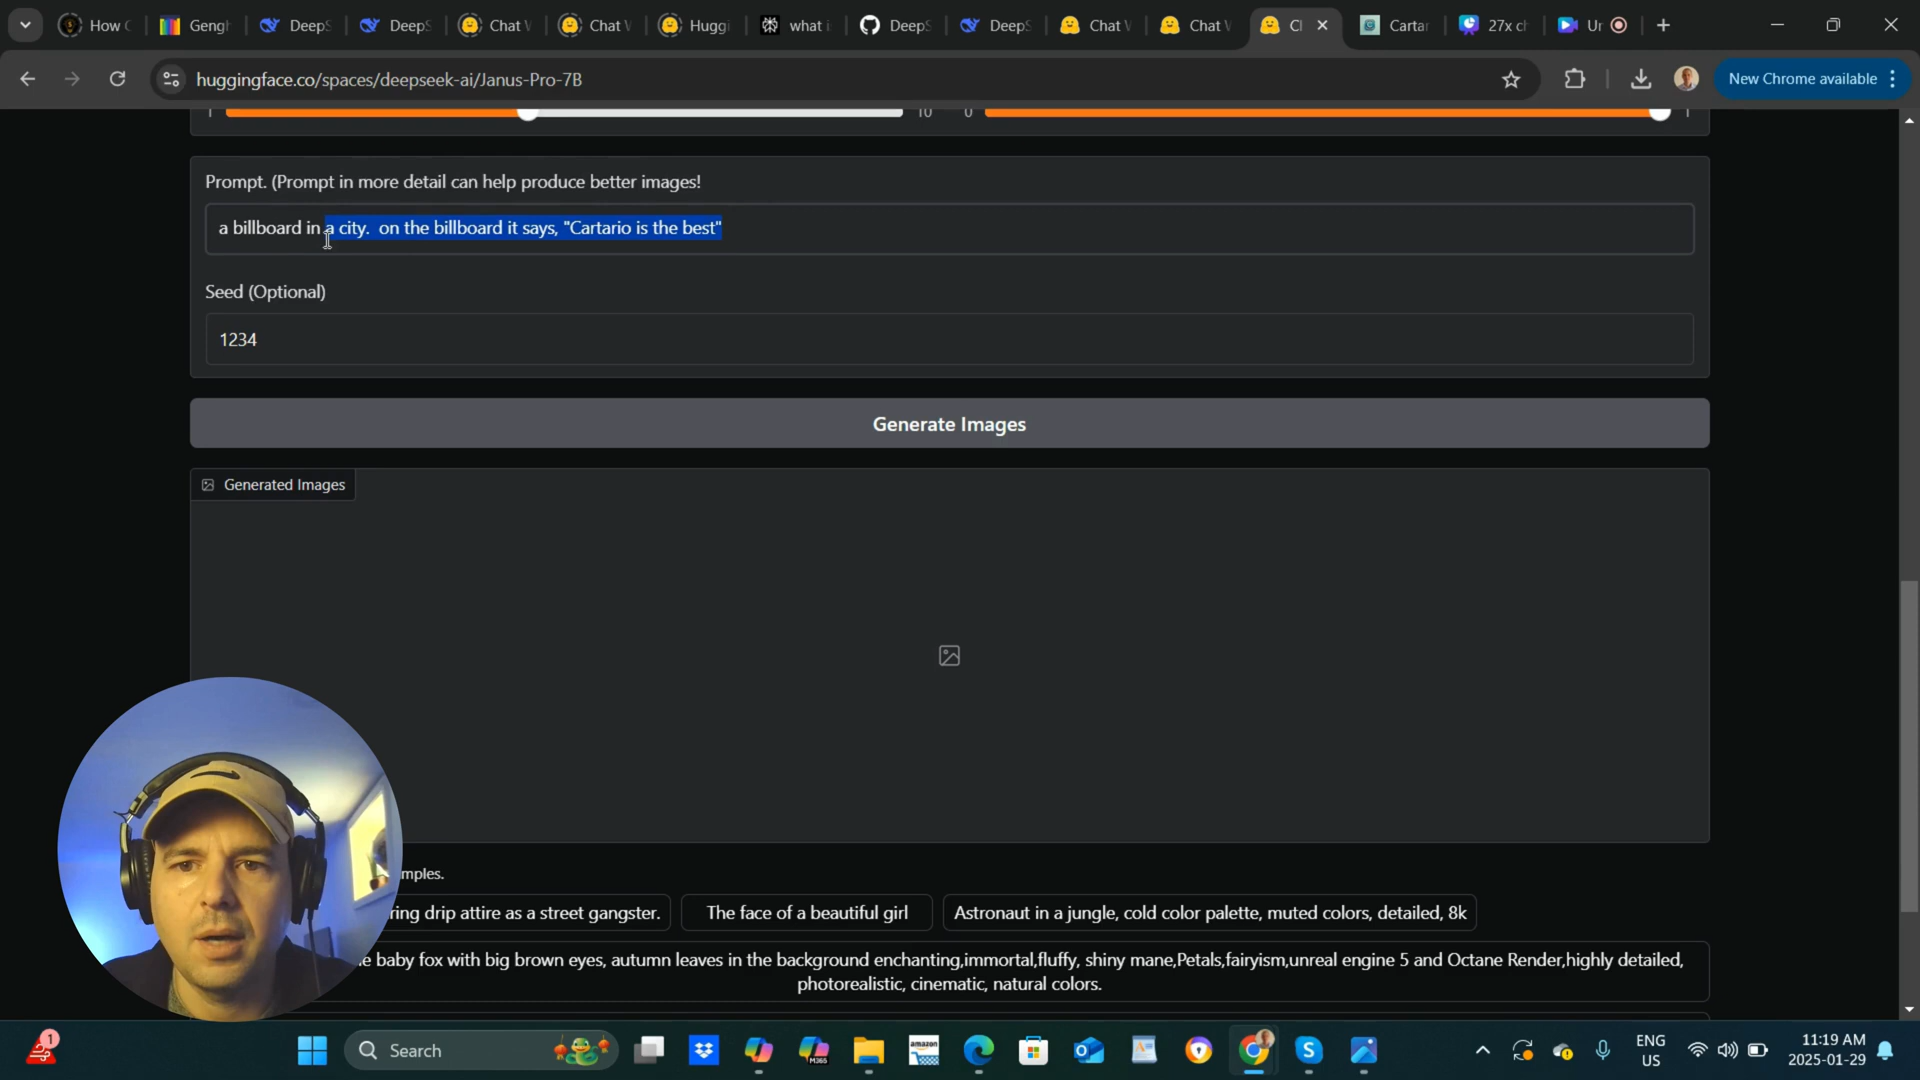 How
Geng
DeepS
DeepS
Chat
Chat
Huggi
what i
DeepS
DeepS
Chat
Chat
Cl
Cartar
27x ch
Ur
huggingface.co/spaces/deepseek-ai/Janus-Pro-7B
New Chrome available
1
10
0
1
Prompt. (Prompt in more detail can help produce better images!
a billboard in a city.  on the billboard it says, "Cartario is the best"
Seed (Optional)
1234
Generate Images
Generated Images
mples.
ring drip attire as a street gangster.
The face of a beautiful girl
Astronaut in a jungle, cold color palette, muted colors, detailed, 8k
e baby fox with big brown eyes, autumn leaves in the background enchanting,immortal,fluffy, shiny mane,Petals,fairyism,unreal engine 5 and Octane Render,highly detailed,
photorealistic, cinematic, natural colors.
1
Search
M365
amazon
ENG
US
11:19 AM
2025-01-29